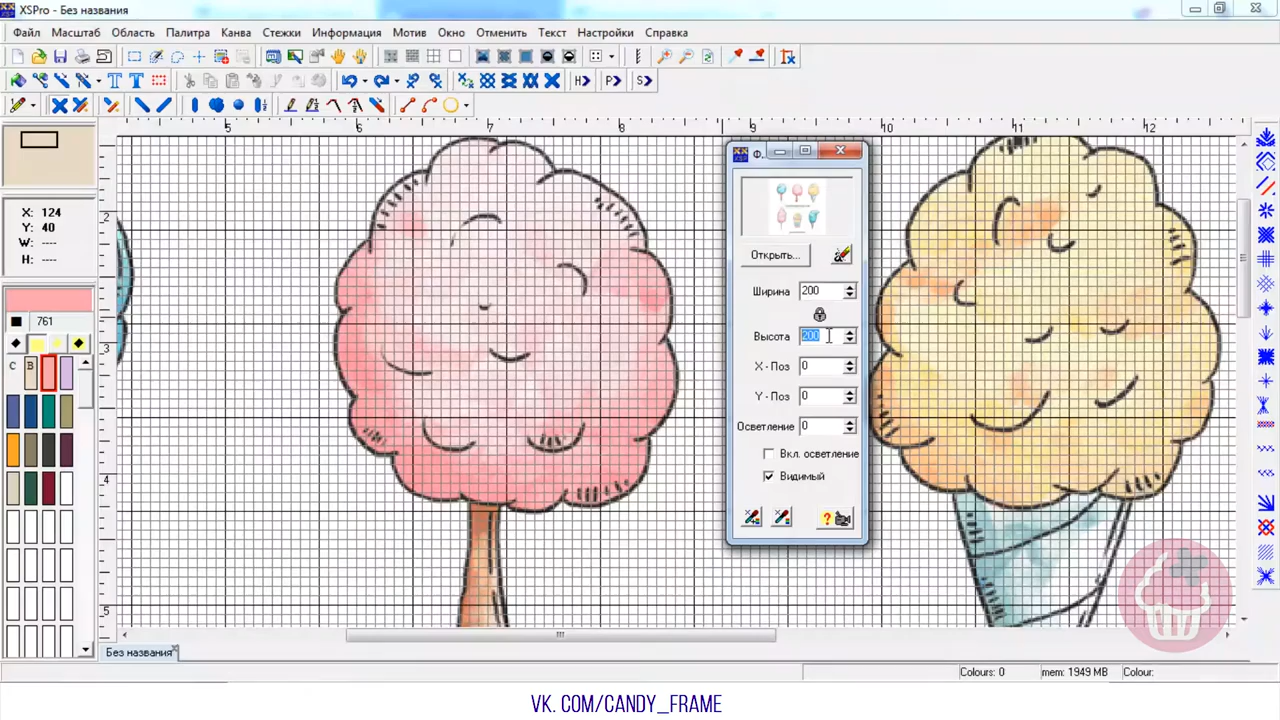 XSPro - Без названия
Файл Масштаб Область Палитра Канва Стежки Информация Мотив Окно Отменить Текст Настройки Справка
H> P> S>
5 6 7 8 9 10 11 12
2
3
4
5
X: 124
Y: 40
W: ----
H: ----
761
C B
Ф.
Открыть...
Ширина 200
Высота 200
X - Поз 0
Y - Поз 0
Осветление 0
Вкл. осветление
Видимый
Без названия
Colours: 0 mem: 1949 MB Colour:
VK. COM/CANDY_FRAME